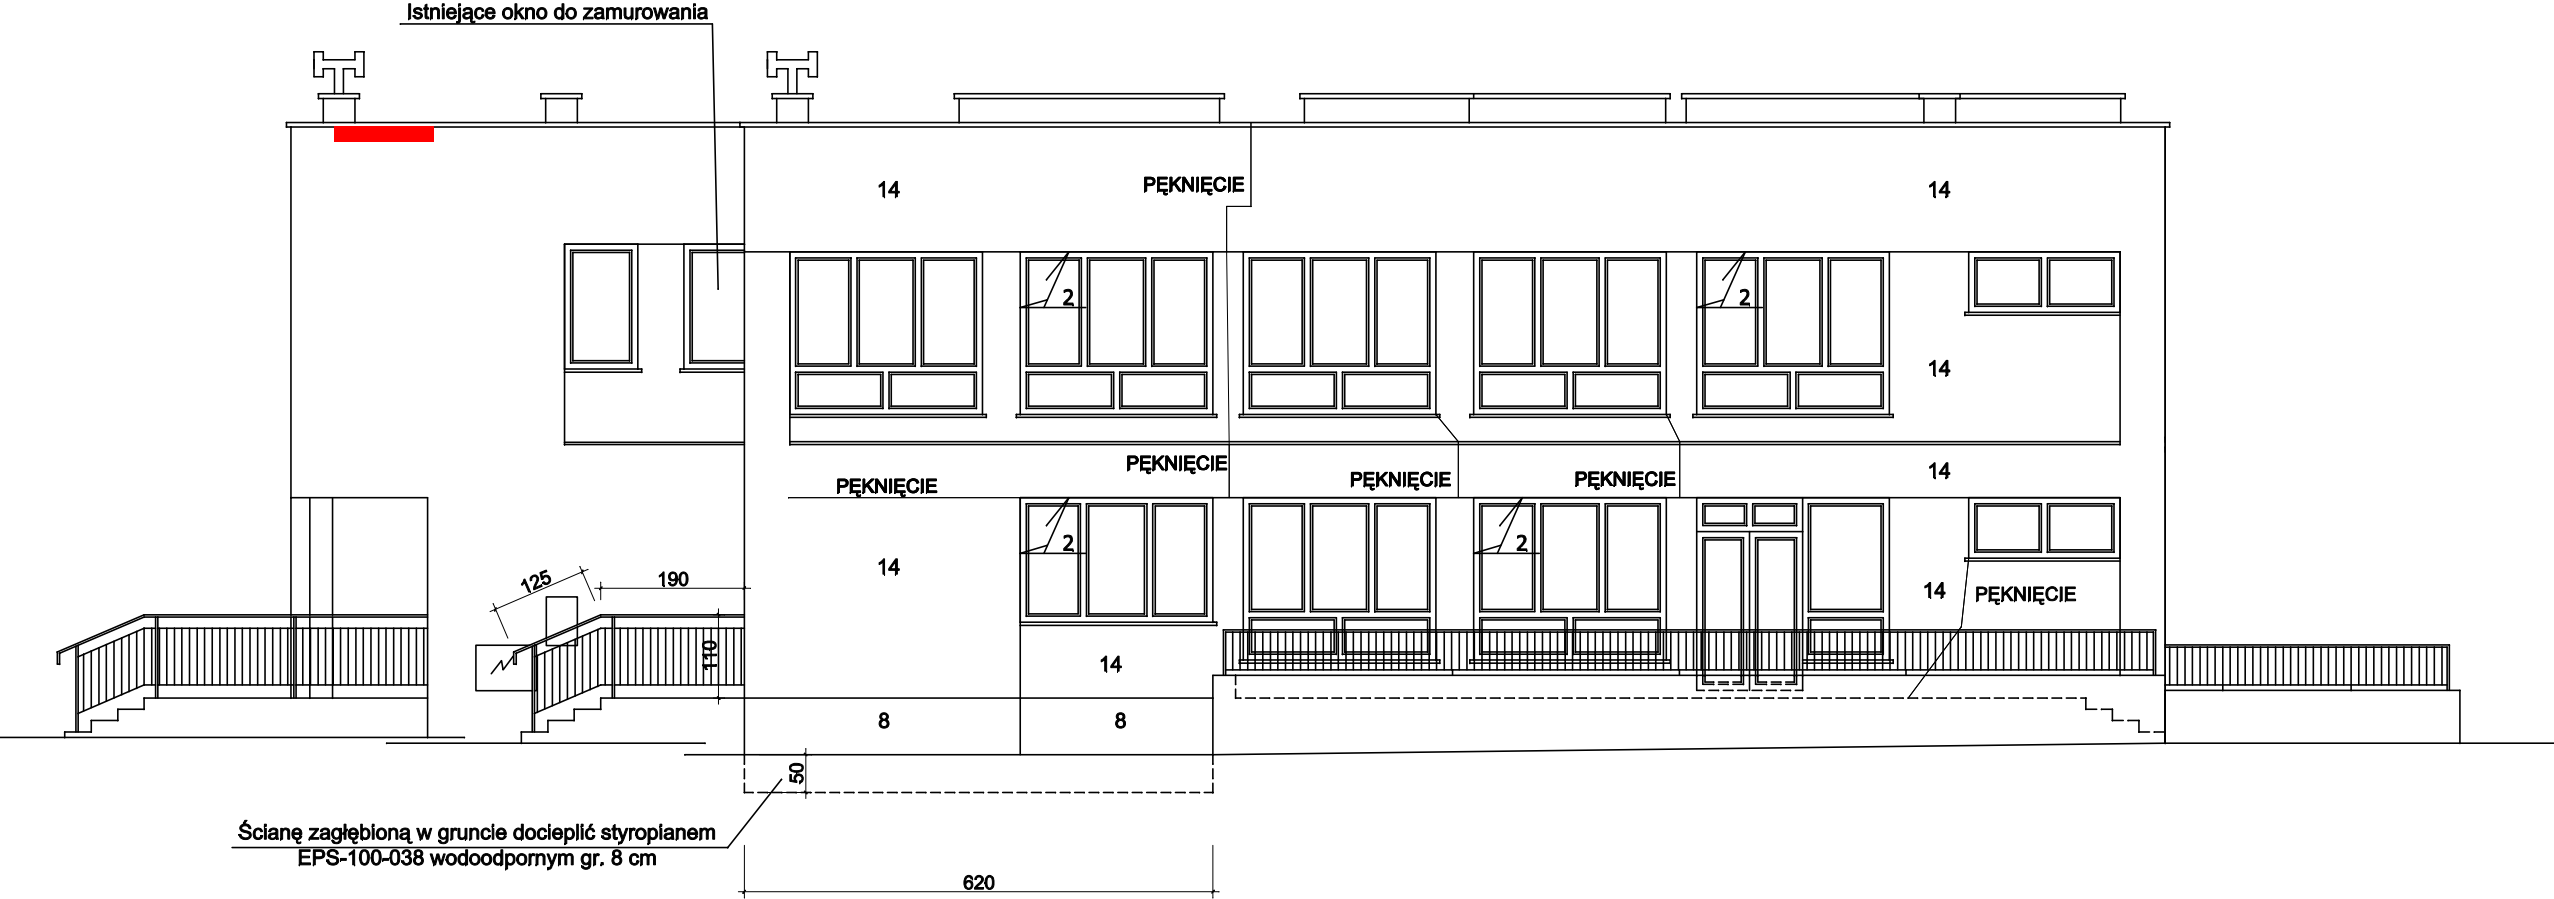 Istniejące okno do zamurowania
14
PĘKNIĘCIE
14
2
2
14
PĘKNIĘCIE
PĘKNIĘCIE
PĘKNIĘCIE
PĘKNIĘCIE
14
2
2
125
190
14
14
PĘKNIĘCIE
110
14
8
8
50
Ścianę zagłębioną w gruncie docieplić styropianem
EPS-100-038 wodoodpornym gr. 8 cm
620